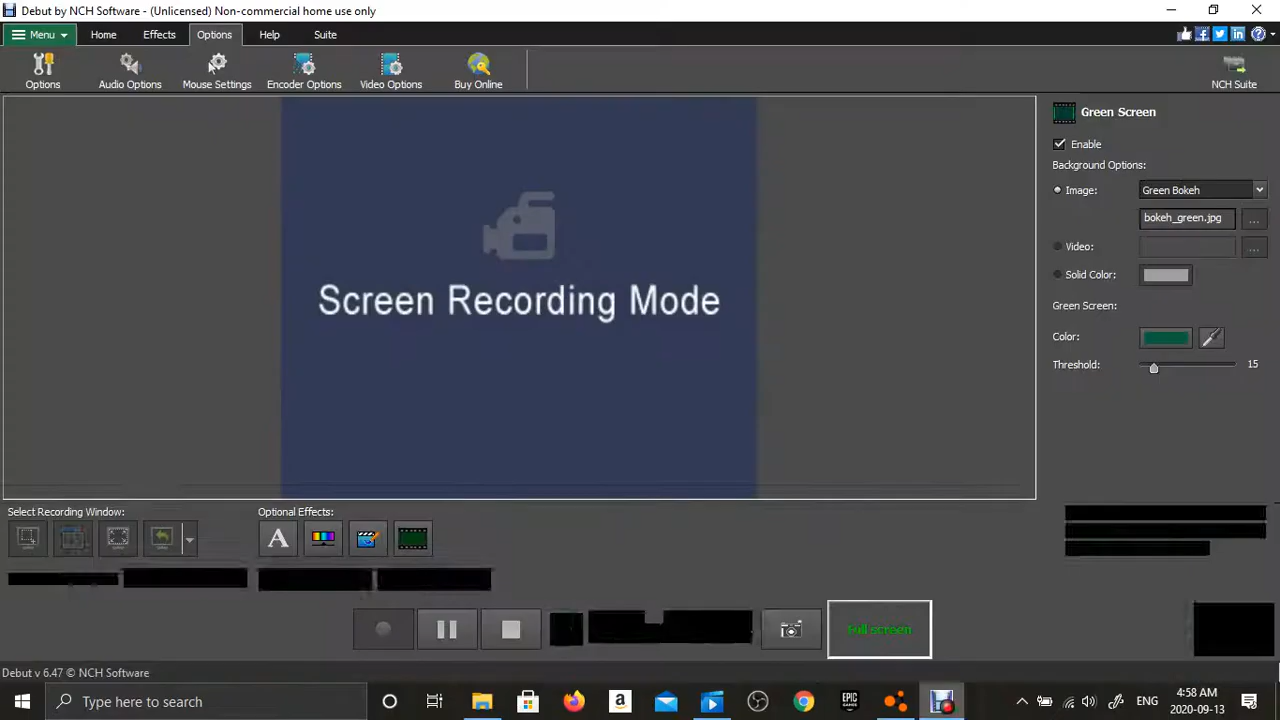 Debut by NCH Software - (Unlicensed) Non-commercial home use only
Menu Home Effects Options Help Suite
Options Audio Options Mouse Settings Encoder Options Video Options Buy Online NCH Suite
Green Screen
Enable
Background Options:
Image: Green Bokeh
bokeh_green.jpg ...
Video: ...
Solid Color:
Green Screen:
Color:
Threshold: 15
Screen Recording Mode
Select Recording Window: Optional Effects:
A
Full screen
Debut v 6.47 © NCH Software
Type here to search
a
EPIC GAMES
ENG
4:58 AM
2020-09-13